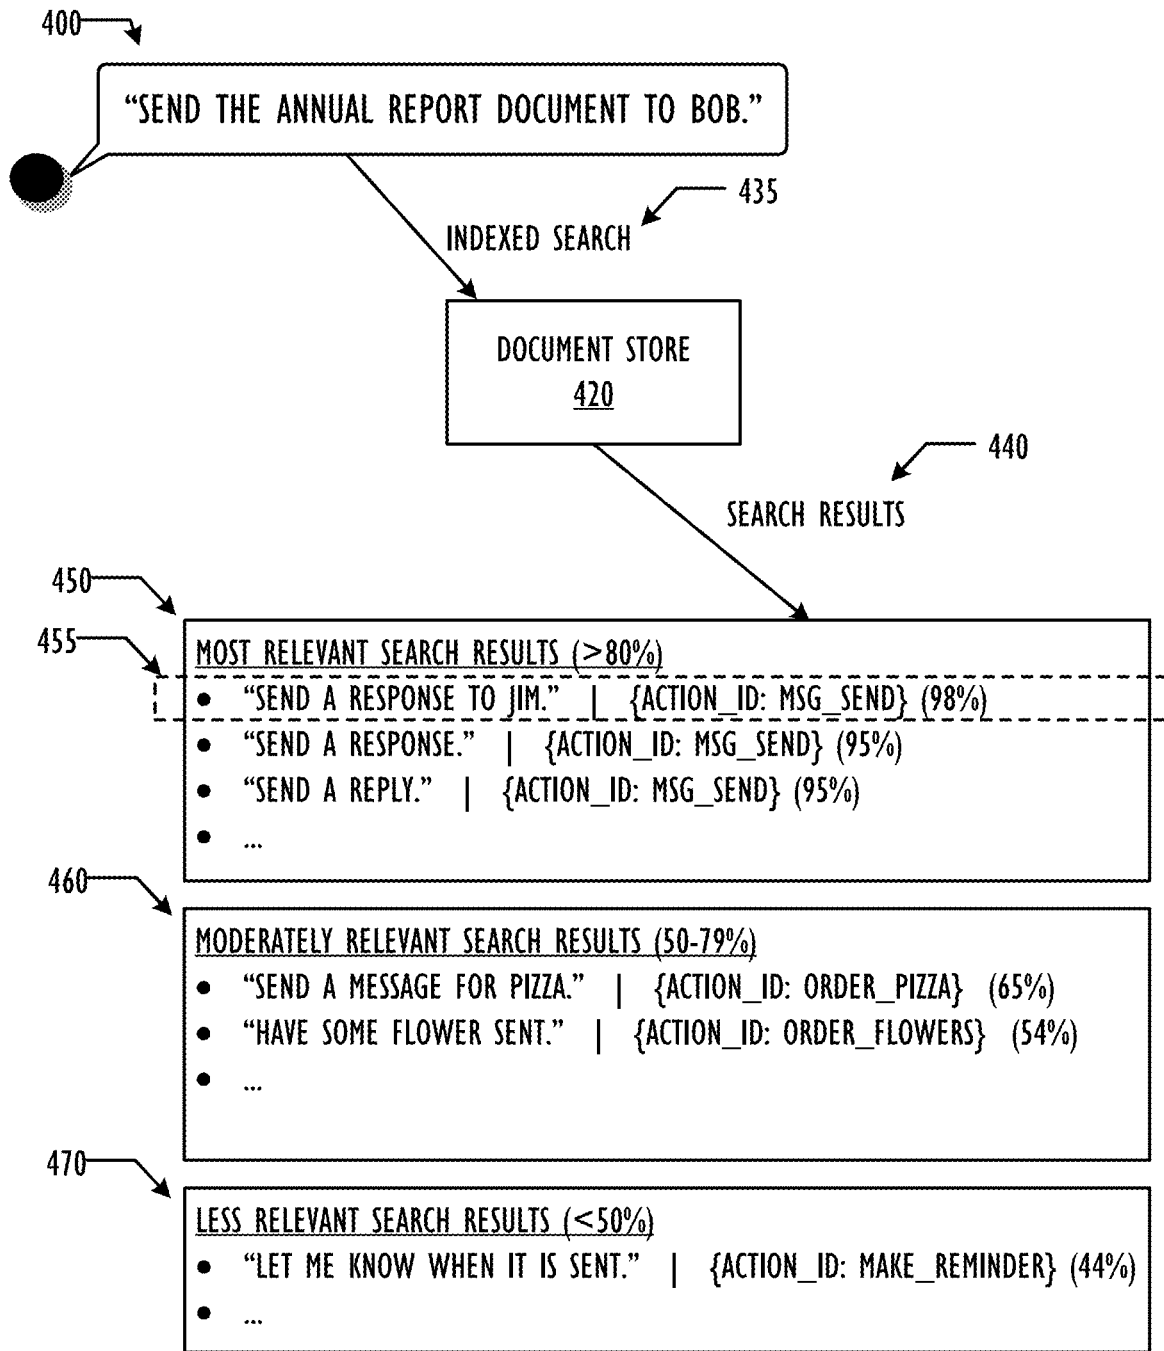 400
“SEND THE ANNUAL REPORT DOCUMENT TO BOB.”
435
INDEXED SEARCH
DOCUMENT STORE
420
440
SEARCH RESULTS
450
455
MOST RELEVANT SEARCH RESULTS (>80%)
● “SEND A RESPONSE TO JIM.” | {ACTION_ID: MSG_SEND} (98%)
● “SEND A RESPONSE.” | {ACTION_ID: MSG_SEND} (95%)
● “SEND A REPLY.” | {ACTION_ID: MSG_SEND} (95%)
● ...
460
MODERATELY RELEVANT SEARCH RESULTS (50-79%)
● “SEND A MESSAGE FOR PIZZA.” | {ACTION_ID: ORDER_PIZZA} (65%)
● “HAVE SOME FLOWER SENT.” | {ACTION_ID: ORDER_FLOWERS} (54%)
● ...
470
LESS RELEVANT SEARCH RESULTS (<50%)
● “LET ME KNOW WHEN IT IS SENT.” | {ACTION_ID: MAKE_REMINDER} (44%)
● ...